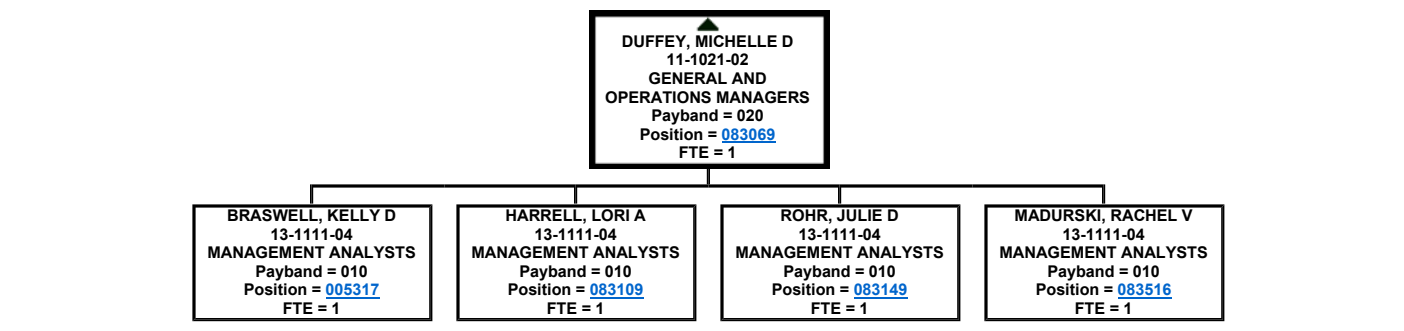 DUFFEY, MICHELLE D
11-1021-02
GENERAL AND
OPERATIONS MANAGERS
Payband = 020
Position = 083069
FTE = 1
BRASWELL, KELLY D
13-1111-04
MANAGEMENT ANALYSTS
Payband = 010
Position = 005317
FTE = 1
HARRELL, LORI A
13-1111-04
MANAGEMENT ANALYSTS
Payband = 010
Position = 083109
FTE = 1
ROHR, JULIE D
13-1111-04
MANAGEMENT ANALYSTS
Payband = 010
Position = 083149
FTE = 1
MADURSKI, RACHEL V
13-1111-04
MANAGEMENT ANALYSTS
Payband = 010
Position = 083516
FTE = 1